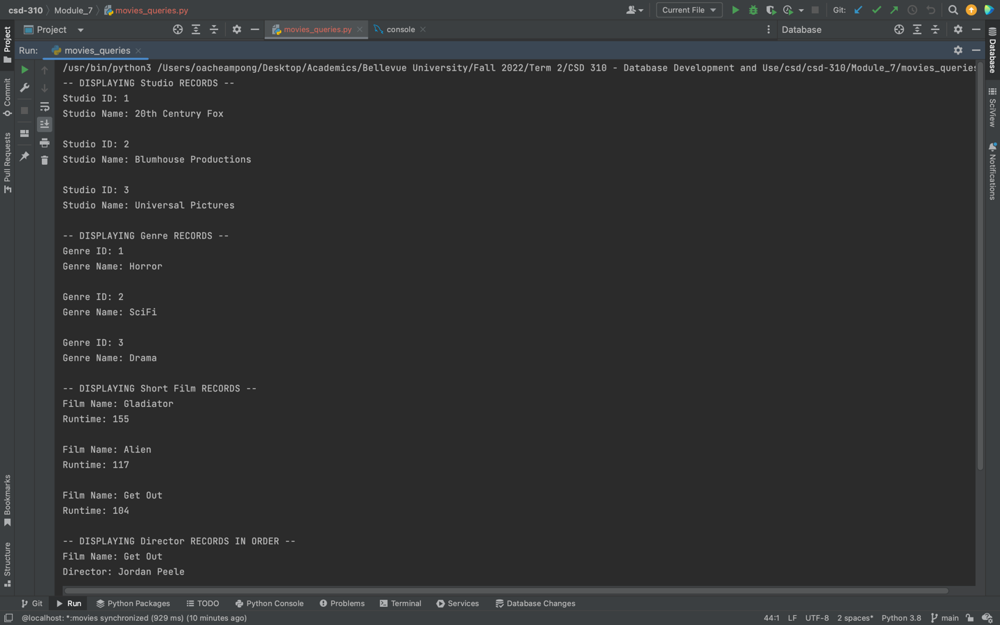 csd-310 Module_7 movies_queries.py
Current File
Git:
Project
movies_queries.py
console
Database
Run: movies_queries
/usr/bin/python3 /Users/oacheampong/Desktop/Academics/Bellevue University/Fall 2022/Term 2/CSD 310 - Database Development and Use/csd/csd-310/Module_7/movies_queries
-- DISPLAYING Studio RECORDS --
Studio ID: 1
Studio Name: 20th Century Fox
Studio ID: 2
Studio Name: Blumhouse Productions
Studio ID: 3
Studio Name: Universal Pictures
-- DISPLAYING Genre RECORDS --
Genre ID: 1
Genre Name: Horror
Genre ID: 2
Genre Name: SciFi
Genre ID: 3
Genre Name: Drama
-- DISPLAYING Short Film RECORDS --
Film Name: Gladiator
Runtime: 155
Film Name: Alien
Runtime: 117
Film Name: Get Out
Runtime: 104
-- DISPLAYING Director RECORDS IN ORDER --
Film Name: Get Out
Director: Jordan Peele
Project
Commit
Pull Requests
Bookmarks
Structure
Database
SciView
Notifications
Git Run Python Packages TODO Python Console Problems Terminal Services Database Changes
@localhost: *:movies synchronized (929 ms) (10 minutes ago)
44:1 LF UTF-8 2 spaces* Python 3.8 main